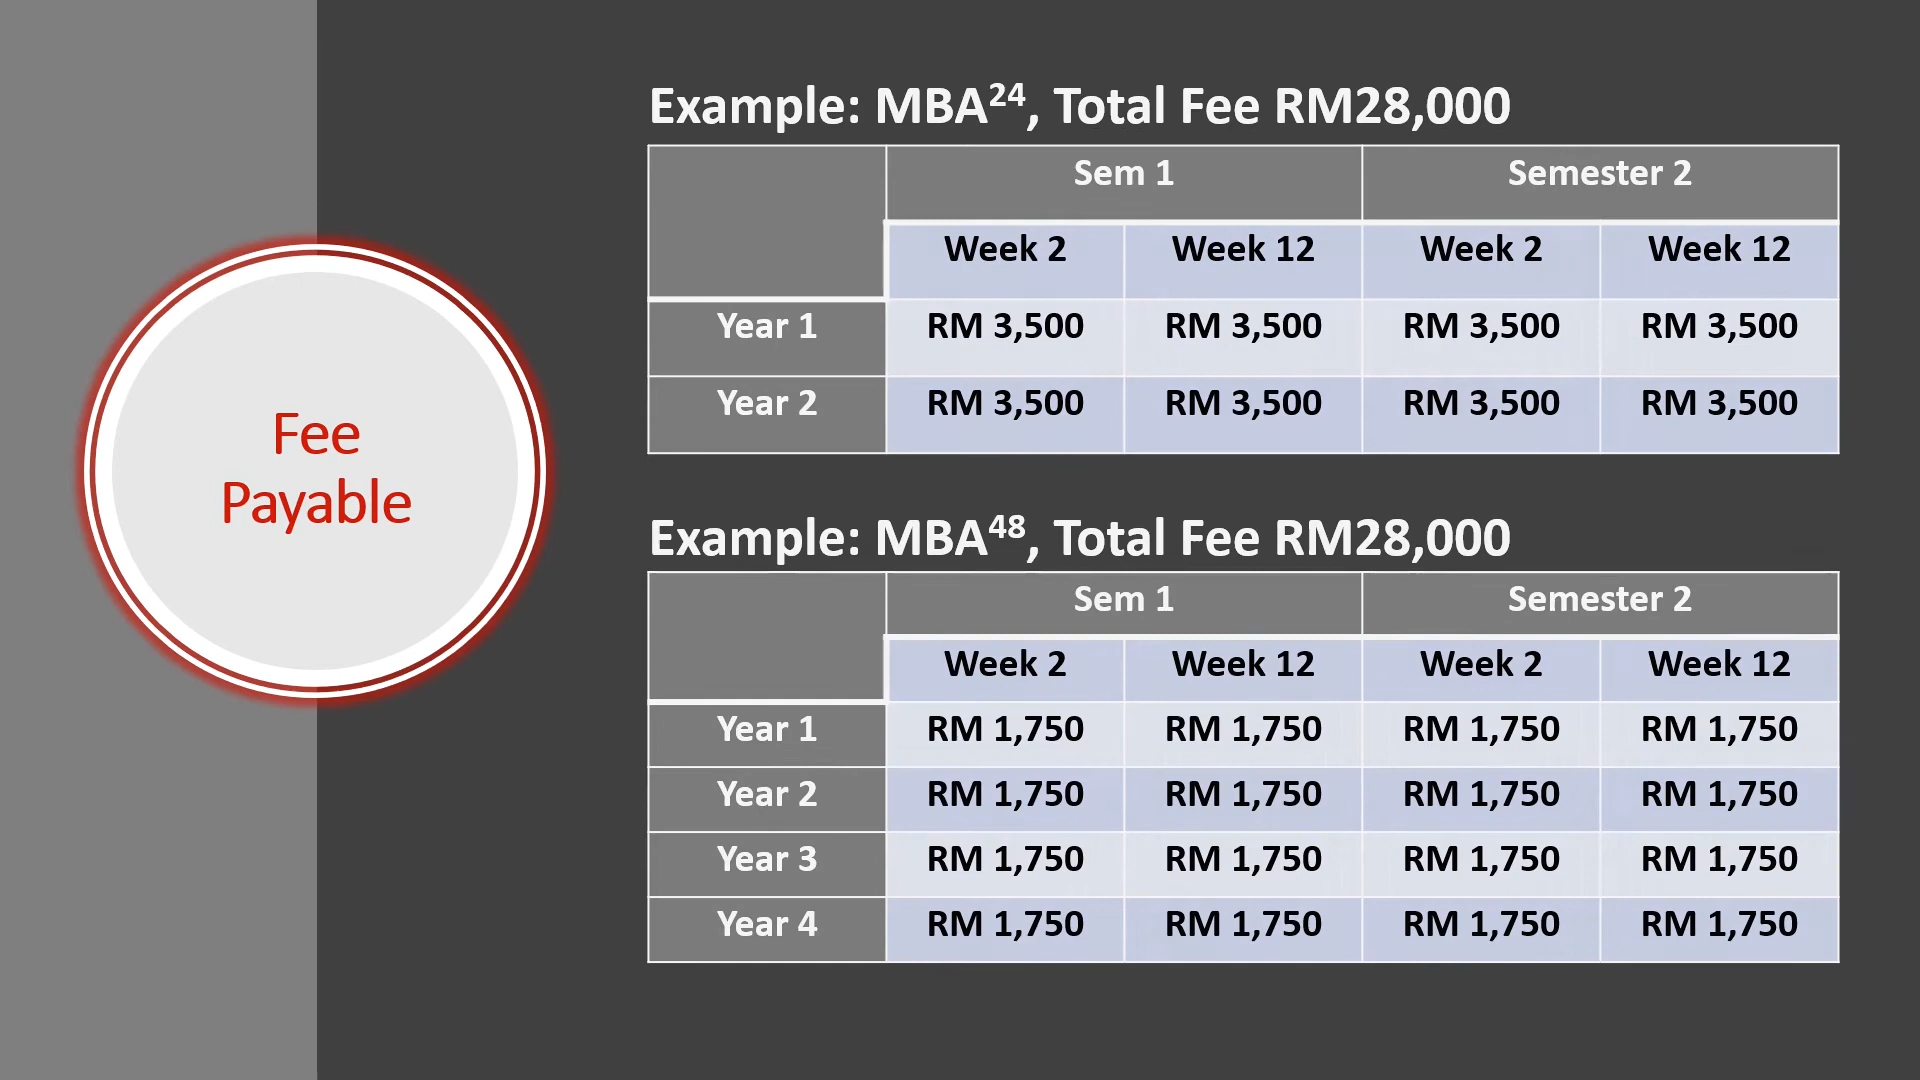 Fee
Payable
Example: MBA²⁴, Total Fee RM28,000
Sem 1 Semester 2
Week 2 Week 12 Week 2 Week 12
Year 1 RM 3,500 RM 3,500 RM 3,500 RM 3,500
Year 2 RM 3,500 RM 3,500 RM 3,500 RM 3,500
Example: MBA⁴⁸, Total Fee RM28,000
Sem 1 Semester 2
Week 2 Week 12 Week 2 Week 12
Year 1 RM 1,750 RM 1,750 RM 1,750 RM 1,750
Year 2 RM 1,750 RM 1,750 RM 1,750 RM 1,750
Year 3 RM 1,750 RM 1,750 RM 1,750 RM 1,750
Year 4 RM 1,750 RM 1,750 RM 1,750 RM 1,750